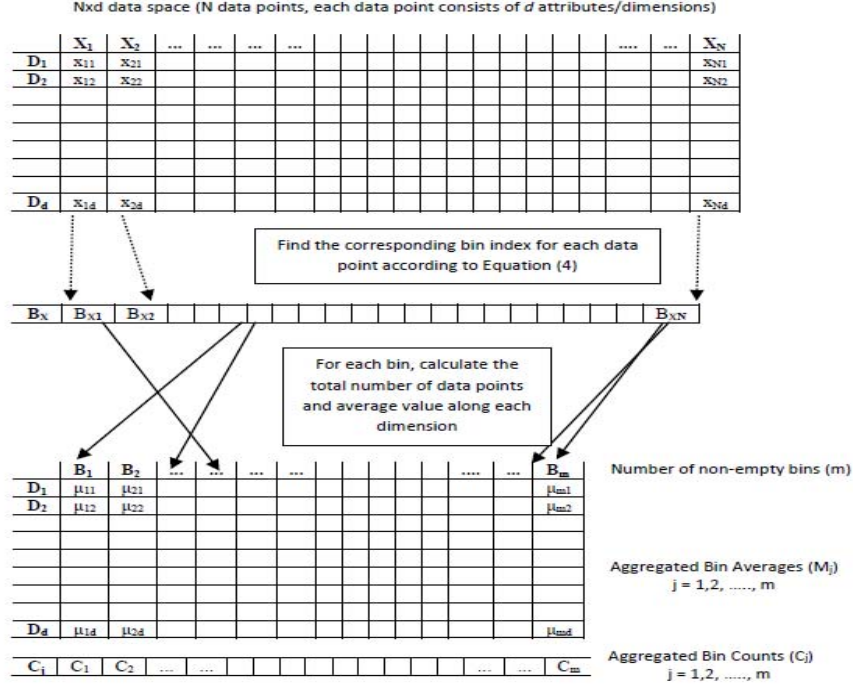 Nxd data space (N data points, each data point consists of d attributes/dimensions)
X1 X2 ... ... ... ... .... ... XN
D1 x11 x21 xN1
D2 x12 x22 xN2
Dd x1d x2d xNd
Find the corresponding bin index for each data
point according to Equation (4)
BX BX1 BX2 BXN
For each bin, calculate the
total number of data points
and average value along each
dimension
B1 B2 ... ... ... ... .... ... Bm
Number of non-empty bins (m)
D1 μ11 μ21 μm1
D2 μ12 μ22 μm2
Aggregated Bin Averages (Mj)
j = 1,2, ....., m
Dd μ1d μ2d μmd
Cj C1 C2 ... ... ... ... Cm
Aggregated Bin Counts (Cj)
j = 1,2, ....., m